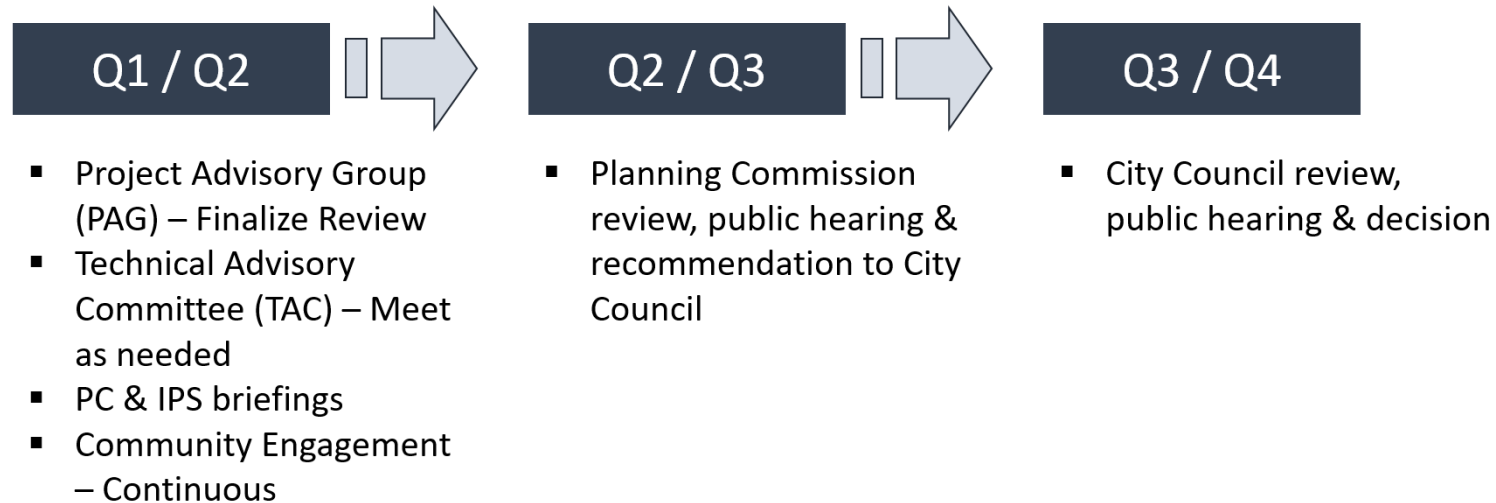 Q1 / Q2
▪ Project Advisory Group
(PAG) – Finalize Review
▪ Technical Advisory
Committee (TAC) – Meet
as needed
▪ PC & IPS briefings
▪ Community Engagement
– Continuous
Q2 / Q3
▪ Planning Commission
review, public hearing &
recommendation to City
Council
Q3 / Q4
▪ City Council review,
public hearing & decision